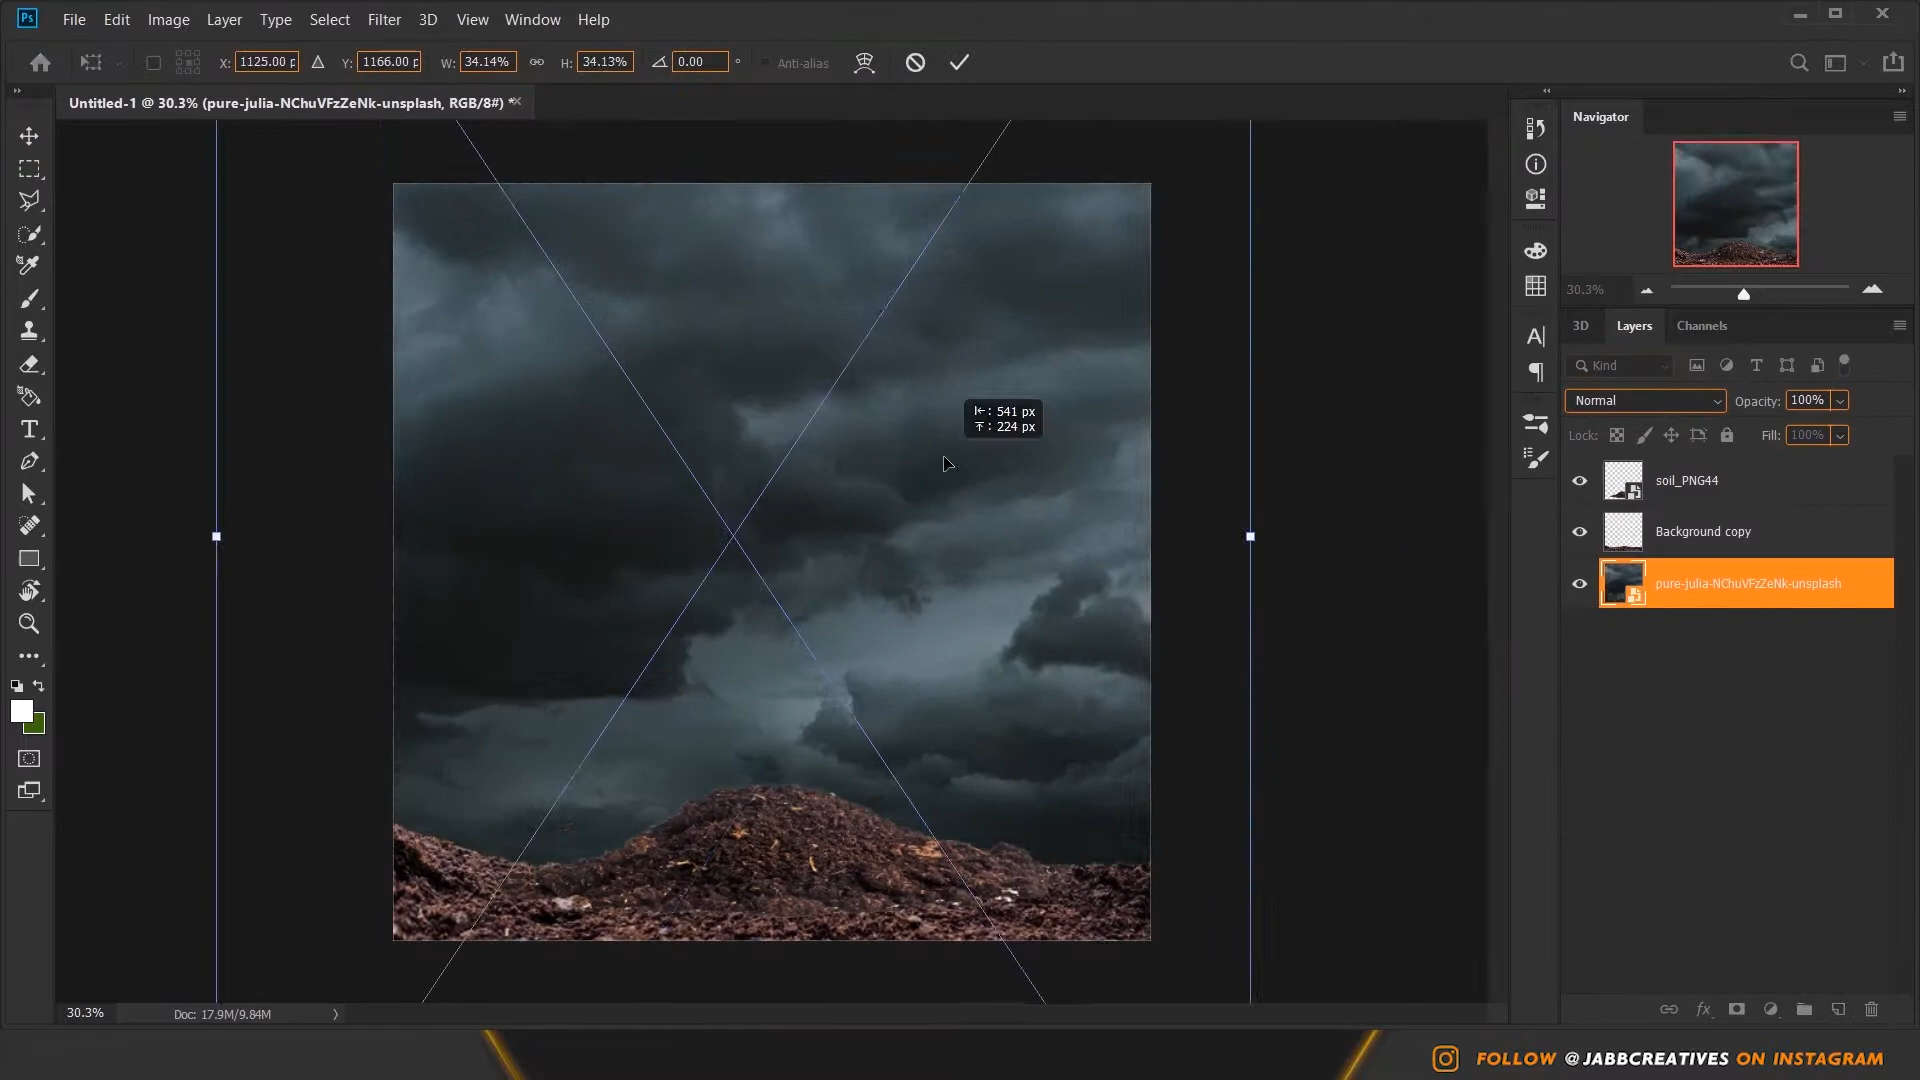 Ps File Edit Image Layer Type Select Filter 3D View Window Help
X: 1125.00 p Y: 1166.00 p W: 34.14% H: 34.13% 0.00 ° Anti-alias
Untitled-1 @ 30.3% (pure-julia-NChuVFzZeNk-unsplash, RGB/8#) *
Navigator
30.3%
3D Layers Channels
Kind
Normal Opacity: 100%
Lock: Fill: 100%
: 541 px
: 224 px
soil_PNG44
Background copy
pure-julia-NChuVFzZeNk-unsplash
30.3% Doc: 17.9M/9.84M
FOLLOW @JABBCREATIVES ON INSTAGRAM